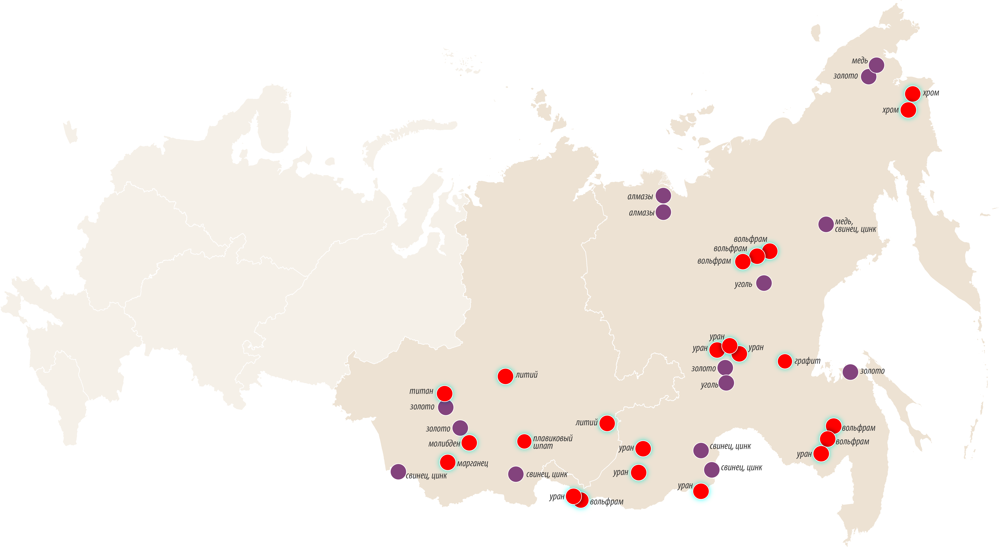 медь
золото
хром
хром
алмазы
алмазы
медь,
свинец, цинк
вольфрам
вольфрам
вольфрам
уголь
уран
уран
уран
графит
золото
золото
уголь
литий
титан
золото
золото
молибден
марганец
свинец, цинк
плавиковый
шпат
свинец, цинк
литий
уран
уран
свинец, цинк
свинец, цинк
уран
уран
вольфрам
вольфрам
вольфрам
уран